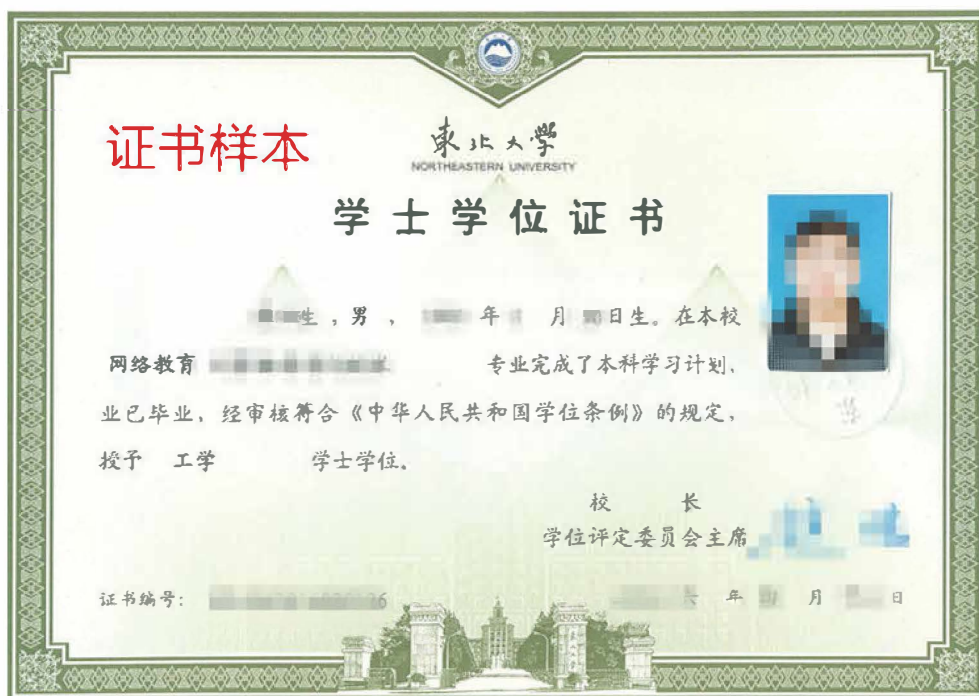 证书样本
東北大学
NORTHEASTERN UNIVERSITY
学士学位证书
生，男， 年 月 日生。在本校
网络教育 专业完成了本科学习计划、
业已毕业，经审核符合《中华人民共和国学位条例》的规定，
授予 工学 学士学位。
校 长
学位评定委员会主席
证书编号： 年 月 日